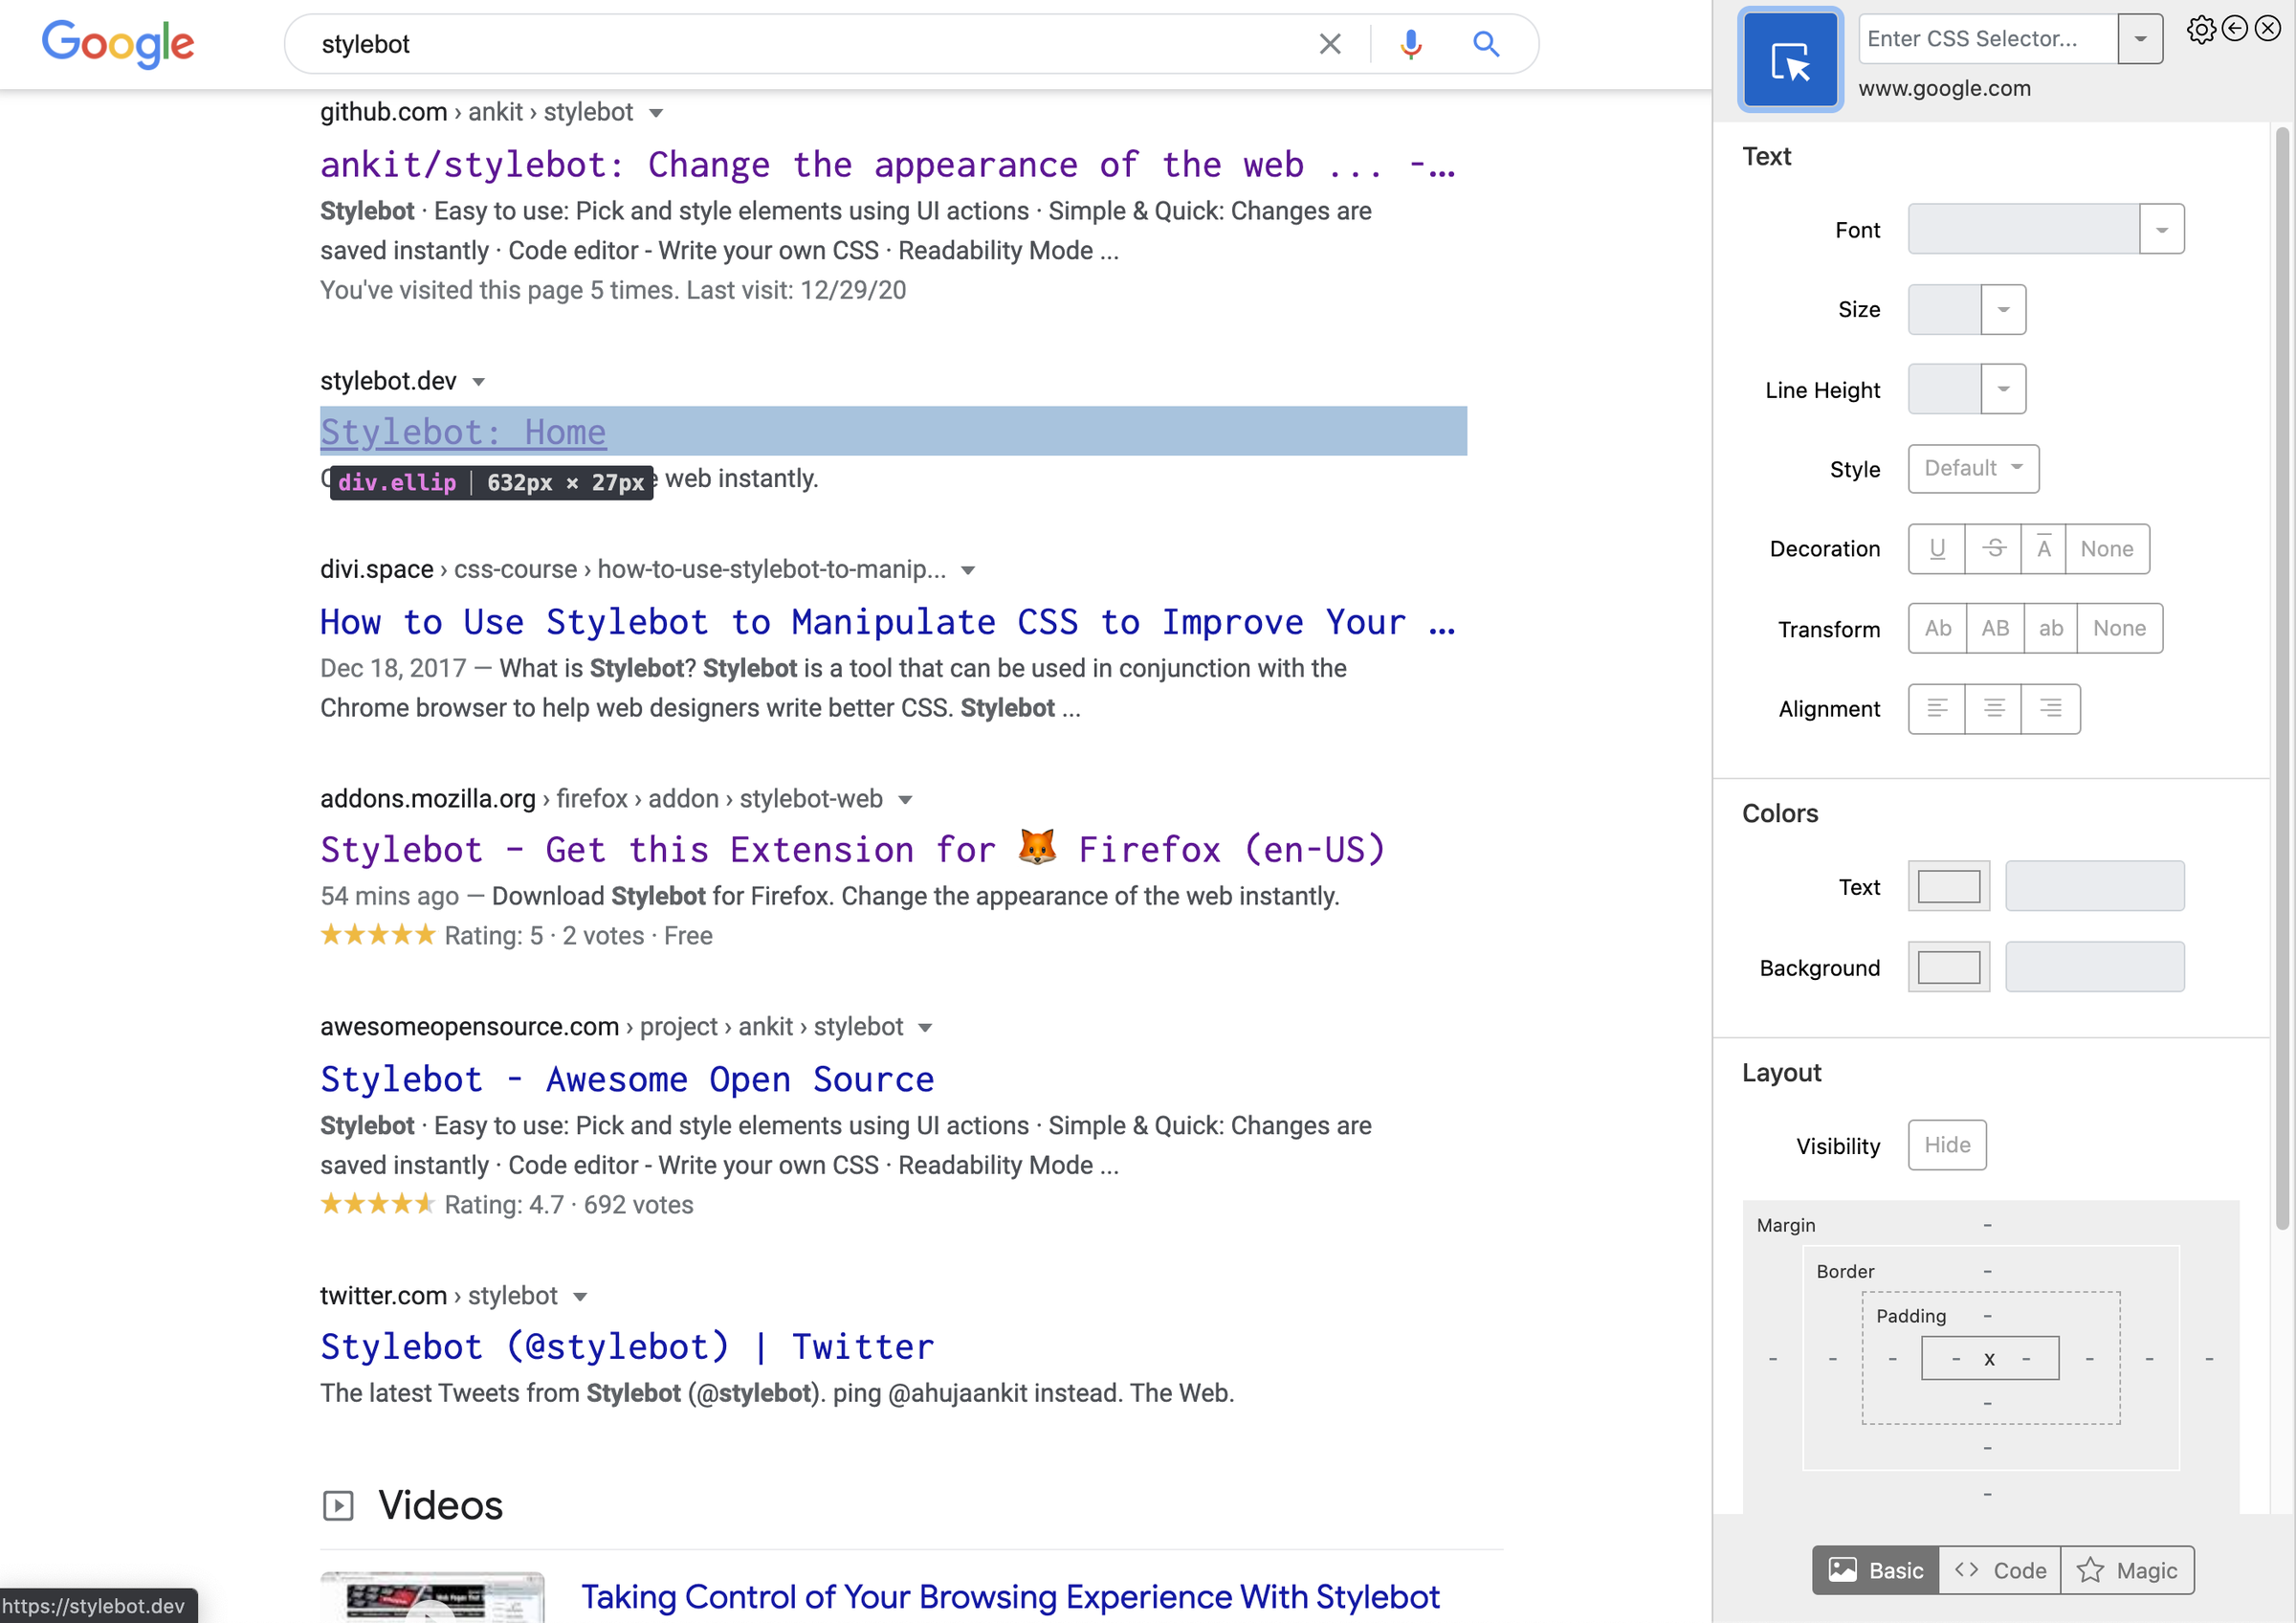 Google
stylebot
github.com › ankit › stylebot
ankit/stylebot: Change the appearance of the web ... -...
Stylebot · Easy to use: Pick and style elements using UI actions · Simple & Quick: Changes are
saved instantly · Code editor - Write your own CSS · Readability Mode ...
You've visited this page 5 times. Last visit: 12/29/20
stylebot.dev
Stylebot: Home
div.ellip | 632px × 27px
web instantly.
divi.space › css-course › how-to-use-stylebot-to-manip...
How to Use Stylebot to Manipulate CSS to Improve Your ...
Dec 18, 2017 — What is Stylebot? Stylebot is a tool that can be used in conjunction with the
Chrome browser to help web designers write better CSS. Stylebot ...
addons.mozilla.org › firefox › addon › stylebot-web
Stylebot – Get this Extension for 🦊 Firefox (en-US)
54 mins ago — Download Stylebot for Firefox. Change the appearance of the web instantly.
★★★★★ Rating: 5 · 2 votes · Free
awesomeopensource.com › project › ankit › stylebot
Stylebot - Awesome Open Source
Stylebot · Easy to use: Pick and style elements using UI actions · Simple & Quick: Changes are
saved instantly · Code editor - Write your own CSS · Readability Mode ...
Rating: 4.7 · 692 votes
twitter.com › stylebot
Stylebot (@stylebot) | Twitter
The latest Tweets from Stylebot (@stylebot). ping @ahujaankit instead. The Web.
Videos
Taking Control of Your Browsing Experience With Stylebot
https://stylebot.dev
Enter CSS Selector...
www.google.com
Text
Font
Size
Line Height
Style Default
Decoration U S A None
Transform Ab AB ab None
Alignment
Colors
Text
Background
Layout
Visibility Hide
Margin -
Border -
Padding -
- - - - x - - - -
-
-
-
Basic Code Magic